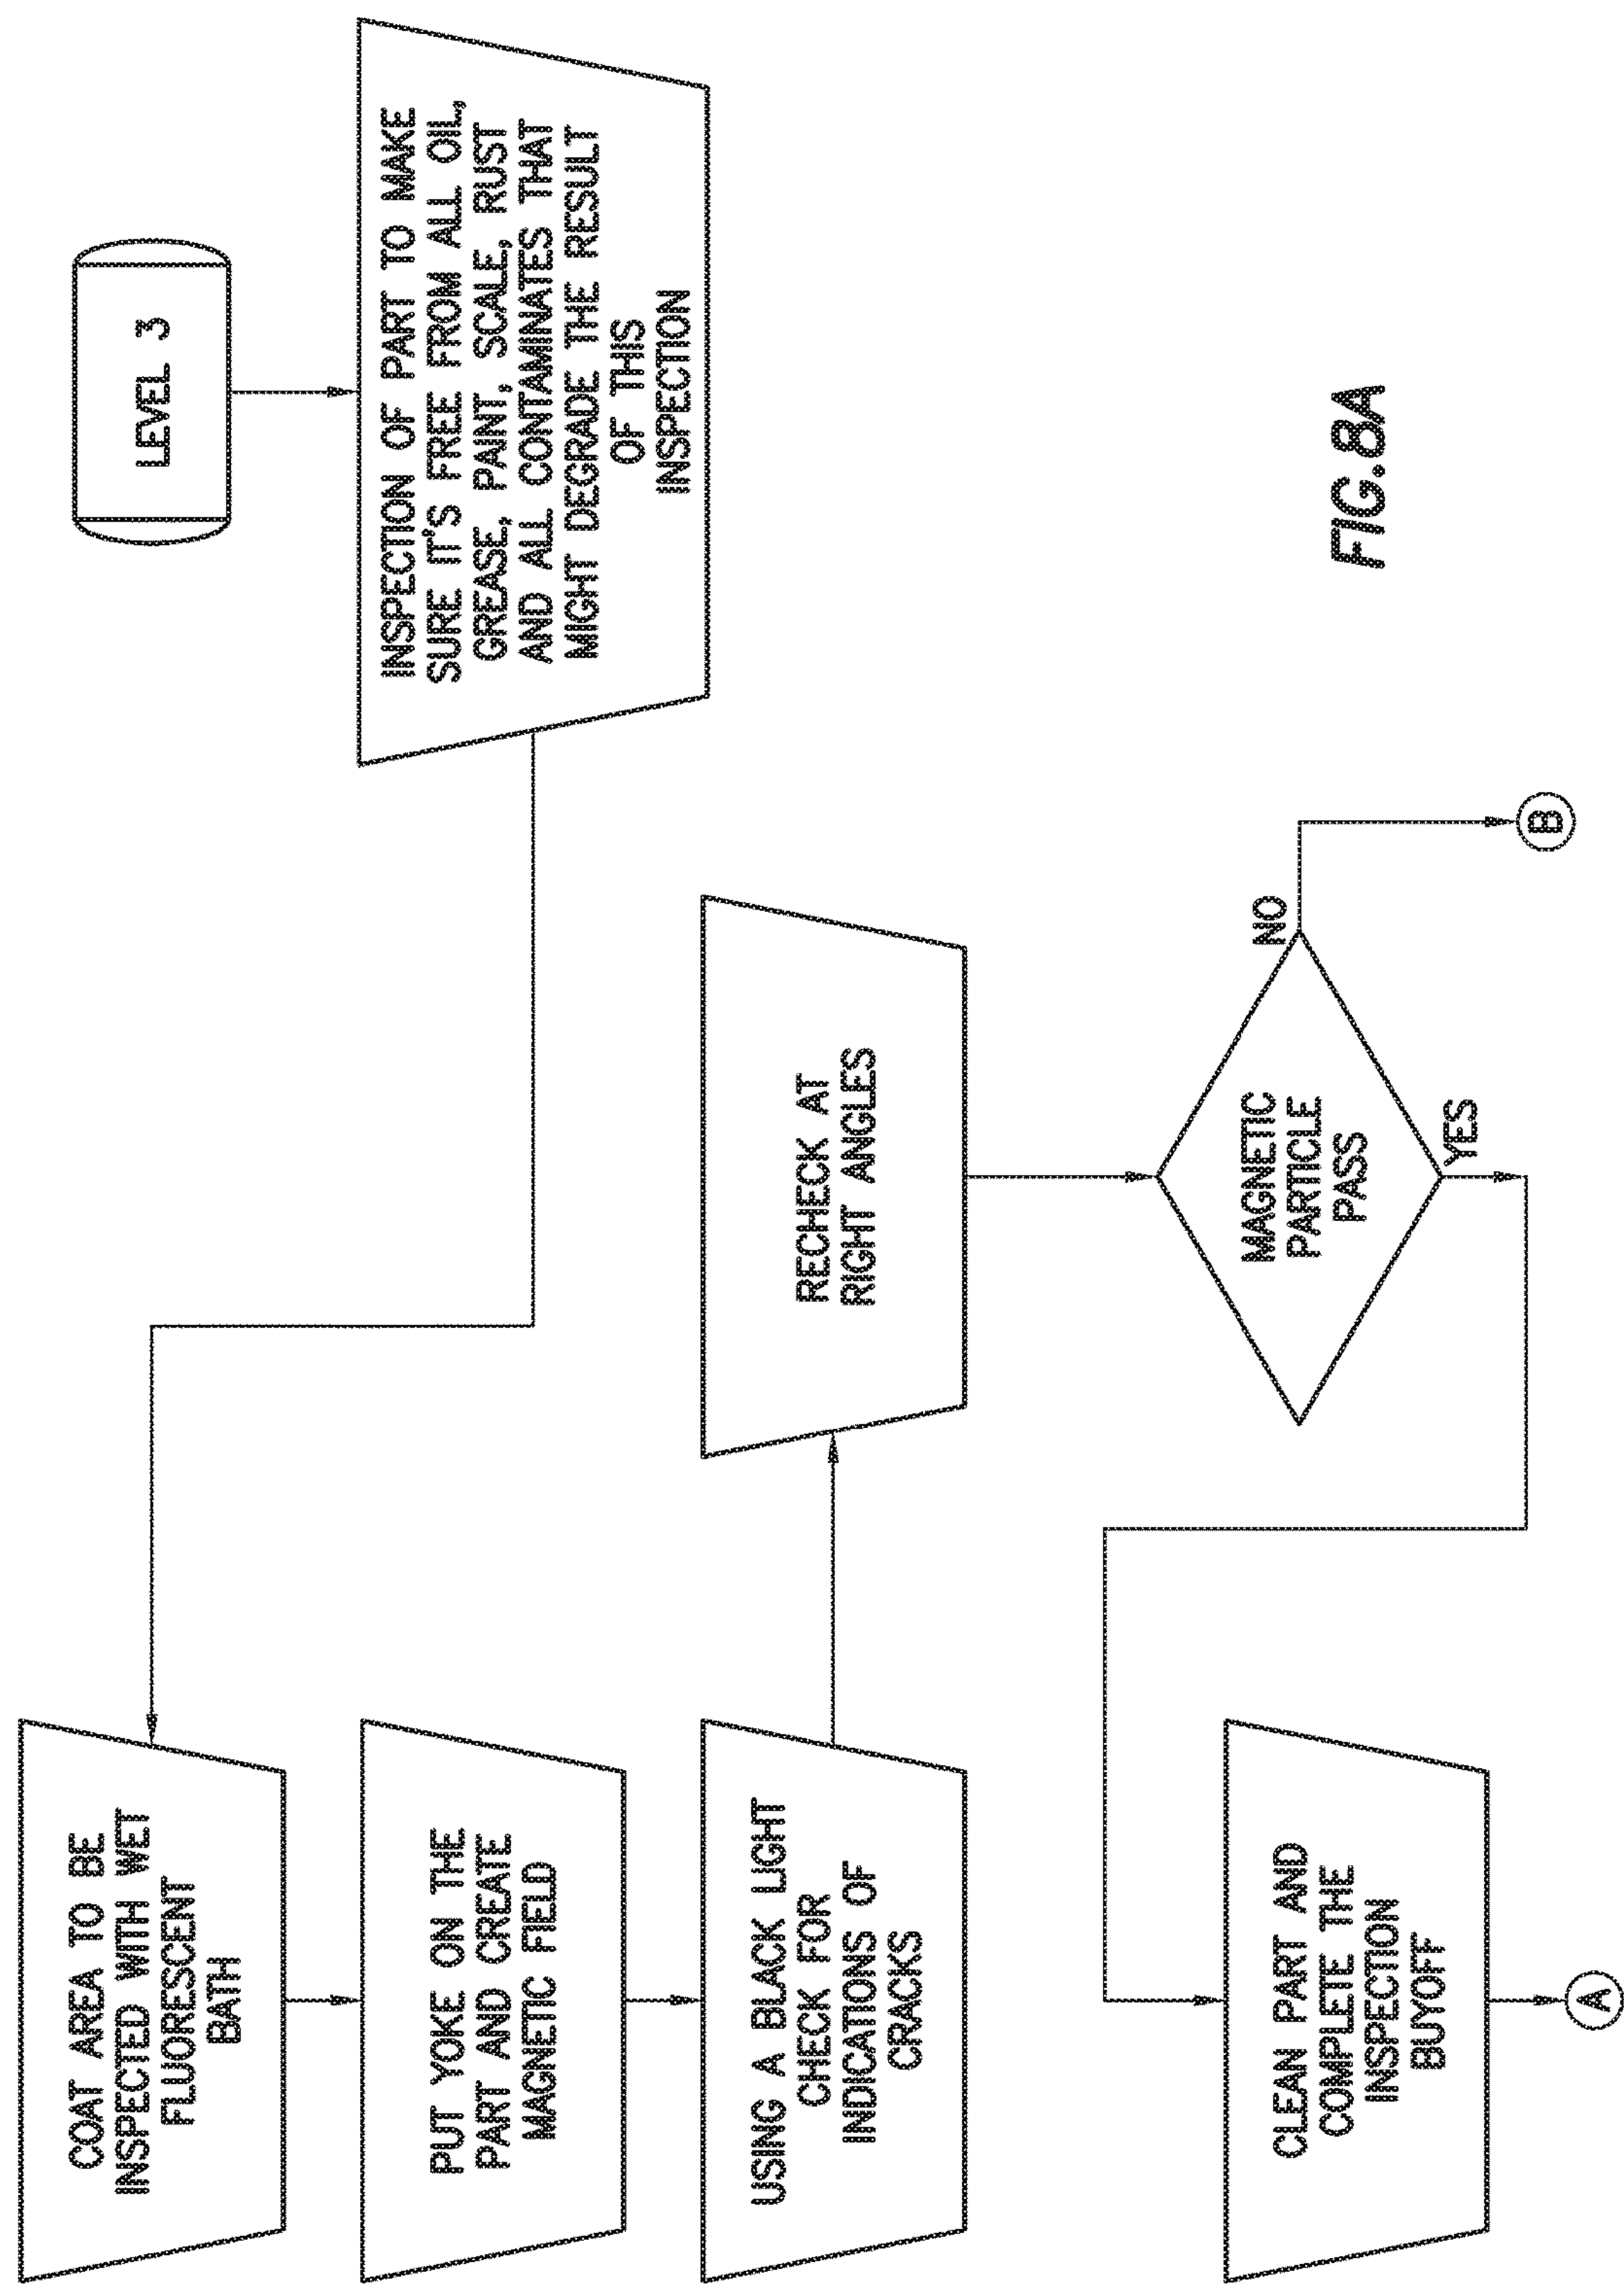 LEVEL 3
INSPECTION OF PART TO MAKE
SURE IT'S FREE FROM ALL OIL,
GREASE, PAINT, SCALE, RUST
AND ALL CONTAMINATES THAT
MIGHT DEGRADE THE RESULT
OF THIS
INSPECTION
COAT AREA TO BE
INSPECTED WITH WET
FLUORESCENT
BATH
PUT YOKE ON THE
PART AND CREATE
MAGNETIC FIELD
USING A BLACK LIGHT
CHECK FOR
INDICATIONS OF
CRACKS
RECHECK AT
RIGHT ANGLES
MAGNETIC
PARTICLE
PASS
NO
B
YES
CLEAN PART AND
COMPLETE THE
INSPECTION
BUYOFF
A
FIG.8A